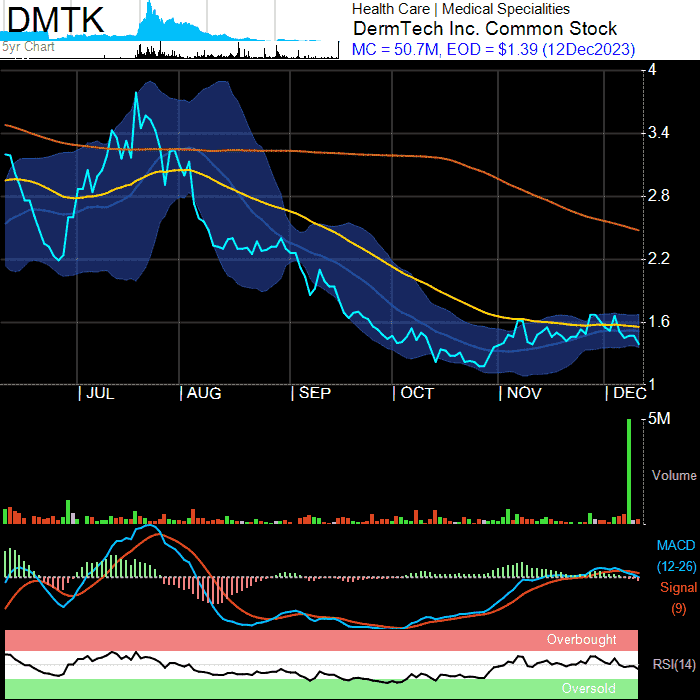 DMTK
Health Care | Medical Specialities
DermTech Inc. Common Stock
5yr Chart
MC = 50.7M, EOD = $1.39 (12Dec2023)
4
3.4
2.8
2.2
1.6
1
| JUL | AUG | SEP | OCT | NOV | DEC
5M
Volume
MACD
(12-26)
Signal
(9)
Overbought
RSI(14)
Oversold